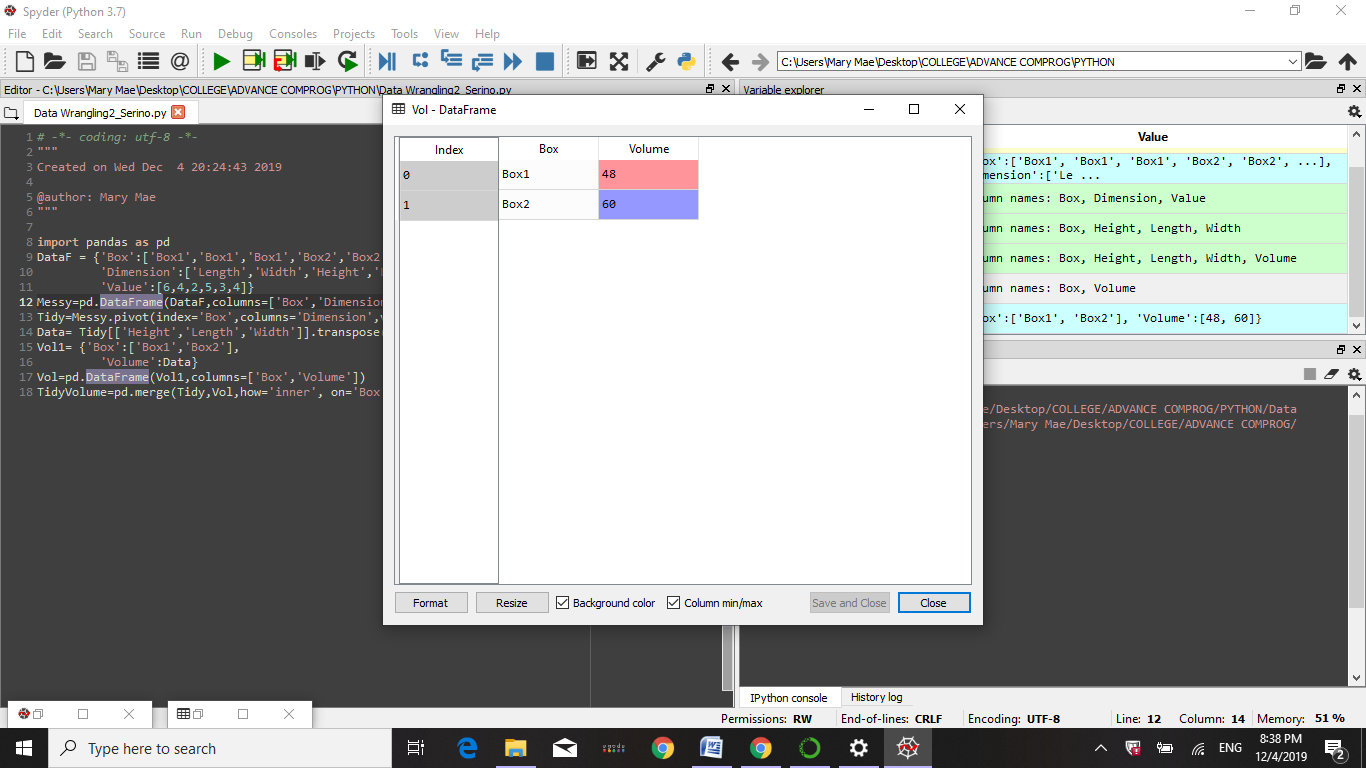 Spyder (Python 3.7)
File Edit Search Source Run Debug Consoles Projects Tools View Help
C:\Users\Mary Mae\Desktop\COLLEGE\ADVANCE COMPROG\PYTHON
Editor - C:\Users\Mary Mae\Desktop\COLLEGE\ADVANCE COMPROG\PYTHON\Data Wrangling2_Serino.py
Data Wrangling2_Serino.py
1 # -*- coding: utf-8 -*-
2 """
3 Created on Wed Dec  4 20:24:43 2019
4
5 @author: Mary Mae
6 """
7
8 import pandas as pd
9 DataF = {'Box':['Box1','Box1','Box1','Box2','Box2
10 'Dimension':['Length','Width','Height','
11 'Value':[6,4,2,5,3,4]}
12 Messy=pd.DataFrame(DataF,columns=['Box','Dimension
13 Tidy=Messy.pivot(index='Box',columns='Dimension',
14 Data= Tidy[['Height','Length','Width']].transpose
15 Vol1= {'Box':['Box1','Box2'],
16 'Volume':Data}
17 Vol=pd.DataFrame(Vol1,columns=['Box','Volume'])
18 TidyVolume=pd.merge(Tidy,Vol,how='inner', on='Box
Vol - DataFrame
Index Box Volume
0 Box1 48
1 Box2 60
Format Resize Background color Column min/max Save and Close Close
Variable explorer
Value
ox':['Box1', 'Box1', 'Box1', 'Box2', 'Box2', ...],
mension':['Le ...
umn names: Box, Dimension, Value
umn names: Box, Height, Length, Width
umn names: Box, Height, Length, Width, Volume
umn names: Box, Volume
ox':['Box1', 'Box2'], 'Volume':[48, 60]}
e/Desktop/COLLEGE/ADVANCE COMPROG/PYTHON/Data
ers/Mary Mae/Desktop/COLLEGE/ADVANCE COMPROG/
IPython console History log
Permissions: RW End-of-lines: CRLF Encoding: UTF-8 Line: 12 Column: 14 Memory: 51 %
Type here to search
ENG
8:38 PM
12/4/2019
2